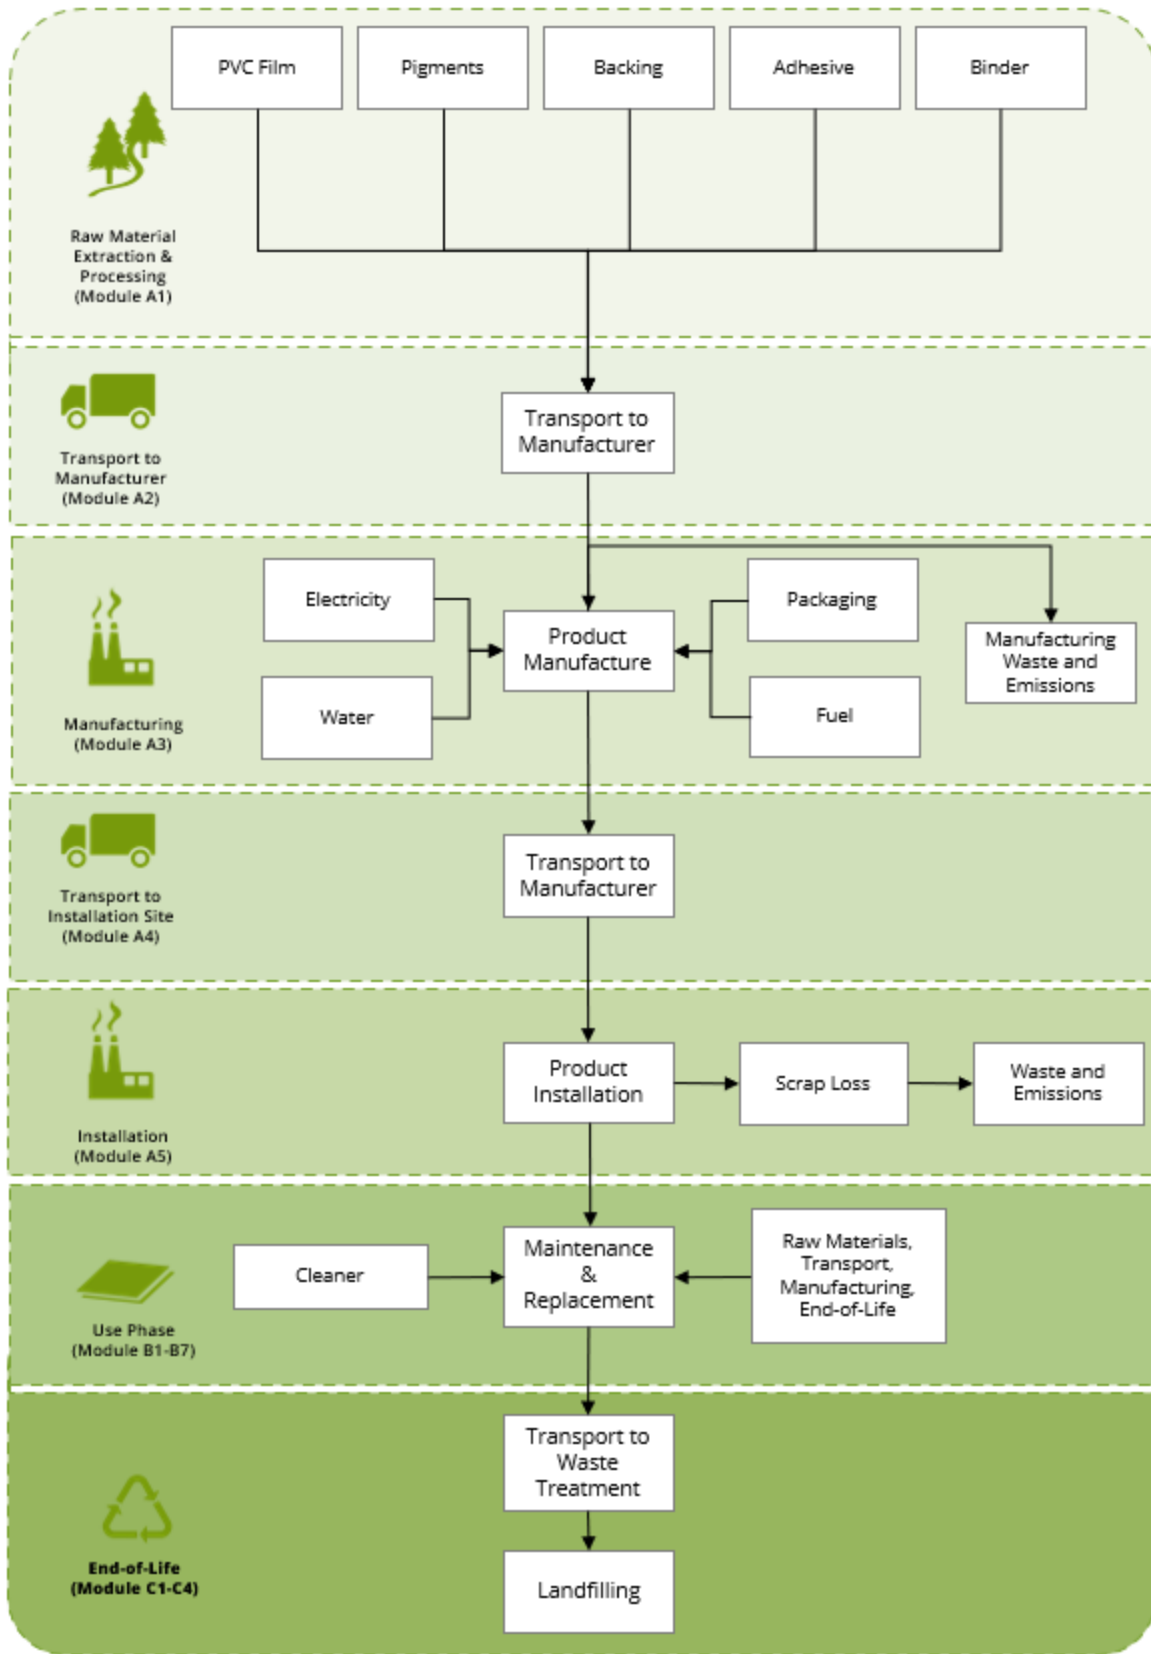 PVC Film
Pigments
Backing
Adhesive
Binder
Raw Material
Extraction &
Processing
(Module A1)
Transport to
Manufacturer
(Module A2)
Transport to
Manufacturer
Manufacturing
(Module A3)
Electricity
Water
Product
Manufacture
Packaging
Fuel
Manufacturing
Waste and
Emissions
Transport to
Installation Site
(Module A4)
Transport to
Manufacturer
Installation
(Module A5)
Product
Installation
Scrap Loss
Waste and
Emissions
Use Phase
(Module B1-B7)
Cleaner
Maintenance
&
Replacement
Raw Materials,
Transport,
Manufacturing,
End-of-Life
End-of-Life
(Module C1-C4)
Transport to
Waste
Treatment
Landfilling